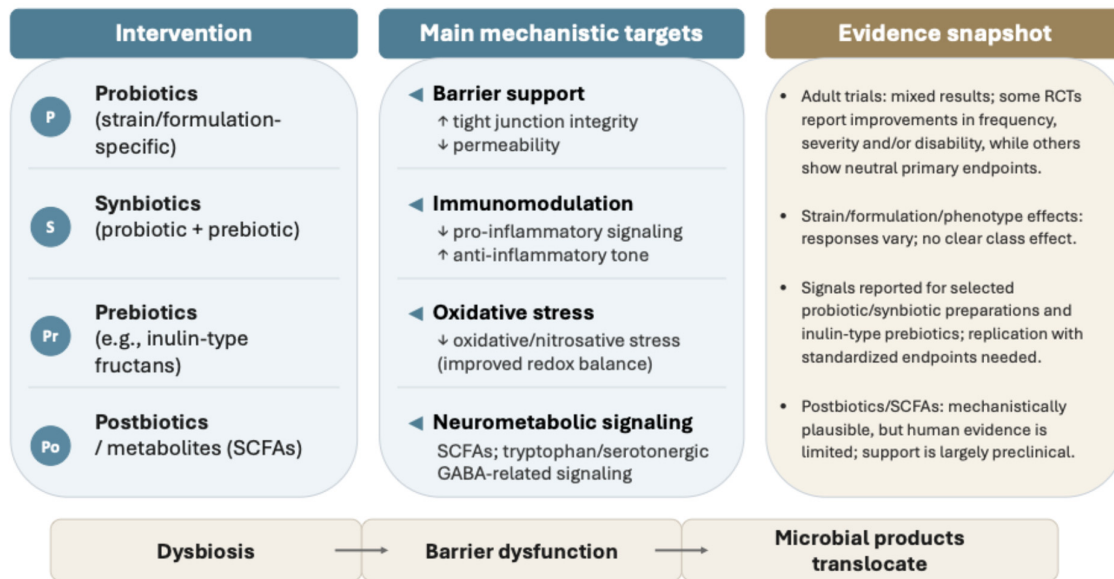 Intervention
P
Probiotics
(strain/formulation-
specific)
S
Synbiotics
(probiotic + prebiotic)
Pr
Prebiotics
(e.g., inulin-type
fructans)
Po
Postbiotics
/ metabolites (SCFAs)
Main mechanistic targets
◄ Barrier support
↑ tight junction integrity
↓ permeability
◄ Immunomodulation
↓ pro-inflammatory signaling
↑ anti-inflammatory tone
◄ Oxidative stress
↓ oxidative/nitrosative stress
(improved redox balance)
◄ Neurometabolic signaling
SCFAs; tryptophan/serotonergic
GABA-related signaling
Evidence snapshot
• Adult trials: mixed results; some RCTs
report improvements in frequency,
severity and/or disability, while others
show neutral primary endpoints.
• Strain/formulation/phenotype effects:
responses vary; no clear class effect.
• Signals reported for selected
probiotic/synbiotic preparations and
inulin-type prebiotics; replication with
standardized endpoints needed.
• Postbiotics/SCFAs: mechanistically
plausible, but human evidence is
limited; support is largely preclinical.
Dysbiosis → Barrier dysfunction → Microbial products
translocate